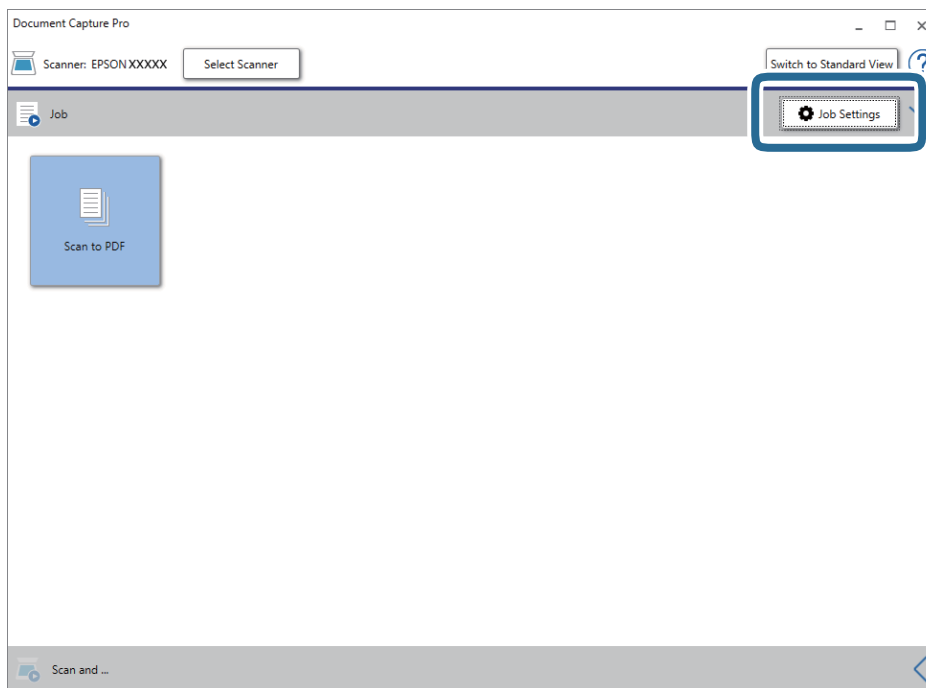 Document Capture Pro
Scanner: EPSON XXXXX
Select Scanner
Switch to Standard View
?
Job
Job Settings
Scan to PDF
Scan and ...